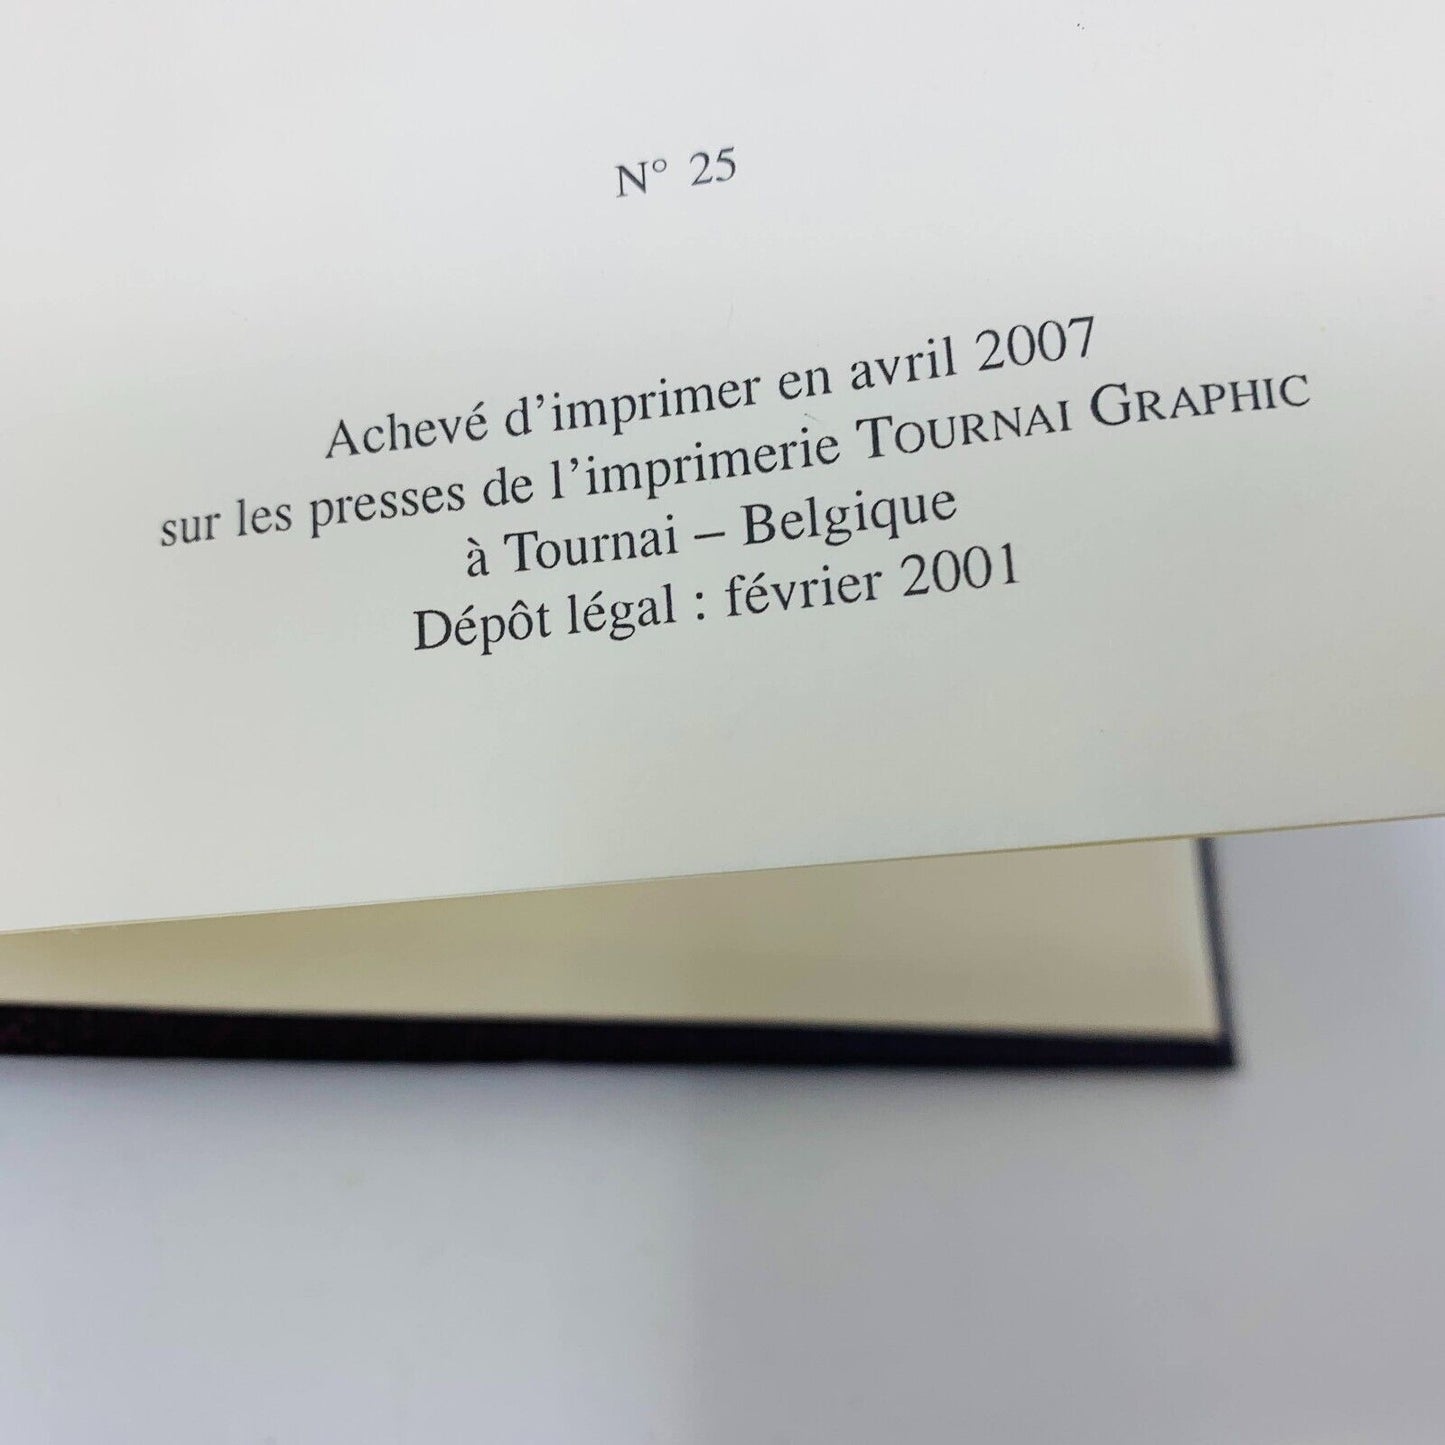 N° 25
Achevé d’imprimer en avril 2007
sur les presses de l’imprimerie TOURNAI GRAPHIC
à Tournai – Belgique
Dépôt légal : février 2001